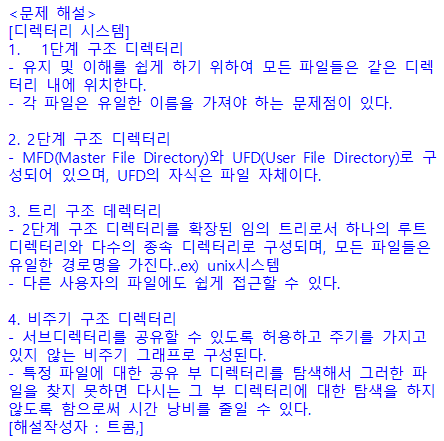 <문제 해설>
[디렉터리 시스템]
1.  1단계 구조 디렉터리
- 유지 및 이해를 쉽게 하기 위하여 모든 파일들은 같은 디렉
터리 내에 위치한다.
- 각 파일은 유일한 이름을 가져야 하는 문제점이 있다.

2. 2단계 구조 디렉터리
- MFD(Master File Directory)와 UFD(User File Directory)로 구
성되어 있으며, UFD의 자식은 파일 자체이다.

3. 트리 구조 데렉터리
- 2단계 구조 디렉터리를 확장된 임의 트리로서 하나의 루트
디렉터리와 다수의 종속 디렉터리로 구성되며, 모든 파일들은
유일한 경로명을 가진다..ex) unix시스템
- 다른 사용자의 파일에도 쉽게 접근할 수 있다.

4. 비주기 구조 디렉터리
- 서브디렉터리를 공유할 수 있도록 허용하고 주기를 가지고
있지 않는 비주기 그래프로 구성된다.
- 특정 파일에 대한 공유 부 디렉터리를 탐색해서 그러한 파
일을 찾지 못하면 다시는 그 부 디렉터리에 대한 탐색을 하지
않도록 함으로써 시간 낭비를 줄일 수 있다.
[해설작성자 : 트콤,]